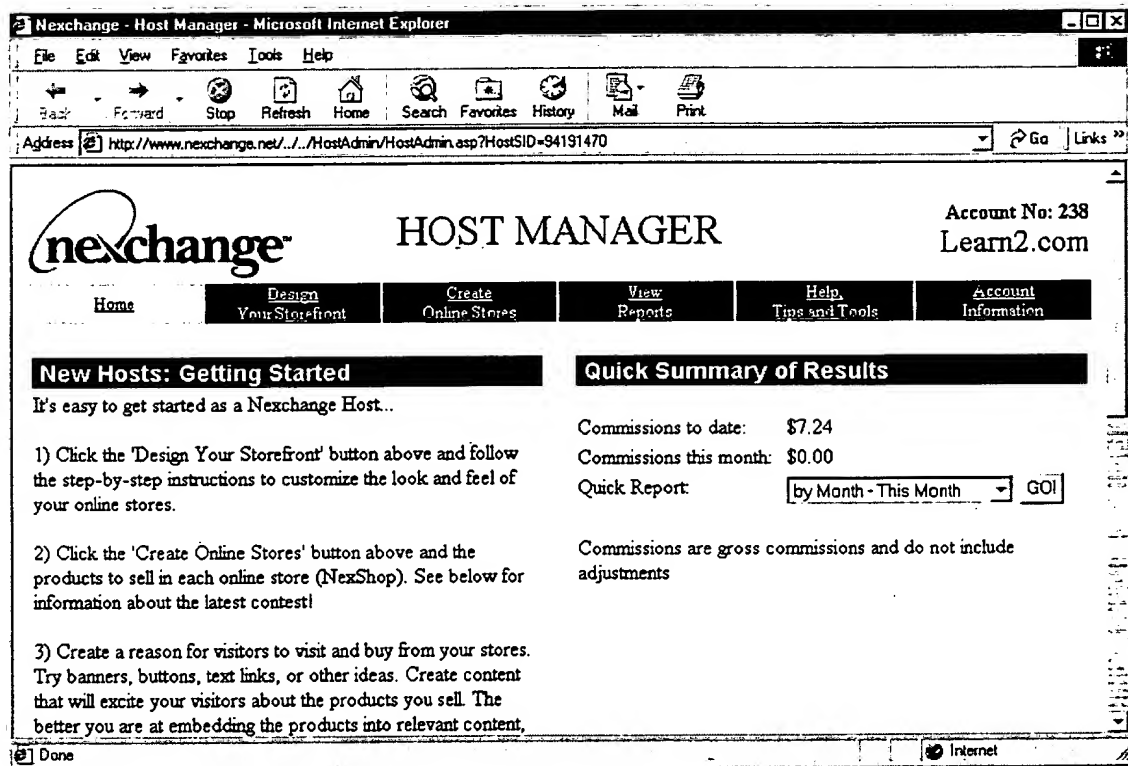 Nexchange - Host Manager - Microsoft Internet Explorer
File Edit View Favorites Tools Help
Back Forward Stop Refresh Home Search Favorites History Mail Print
Address http://www.nexchange.net/../../HostAdmin/HostAdmin.asp?HostSID=94191470 Go Links »
nexchange™
HOST MANAGER
Account No: 238
Learn2.com
Home
Design
Your Storefront
Create
Online Stores
View
Reports
Help,
Tips and Tools
Account
Information
New Hosts: Getting Started
It's easy to get started as a Nexchange Host...
1) Click the 'Design Your Storefront' button above and follow
the step-by-step instructions to customize the look and feel of
your online stores.
2) Click the 'Create Online Stores' button above and the
products to sell in each online store (NexShop). See below for
information about the latest contest!
3) Create a reason for visitors to visit and buy from your stores.
Try banners, buttons, text links, or other ideas. Create content
that will excite your visitors about the products you sell. The
better you are at embedding the products into relevant content,
Quick Summary of Results
Commissions to date: $7.24
Commissions this month: $0.00
Quick Report: by Month - This Month GO!
Commissions are gross commissions and do not include
adjustments
Done Internet